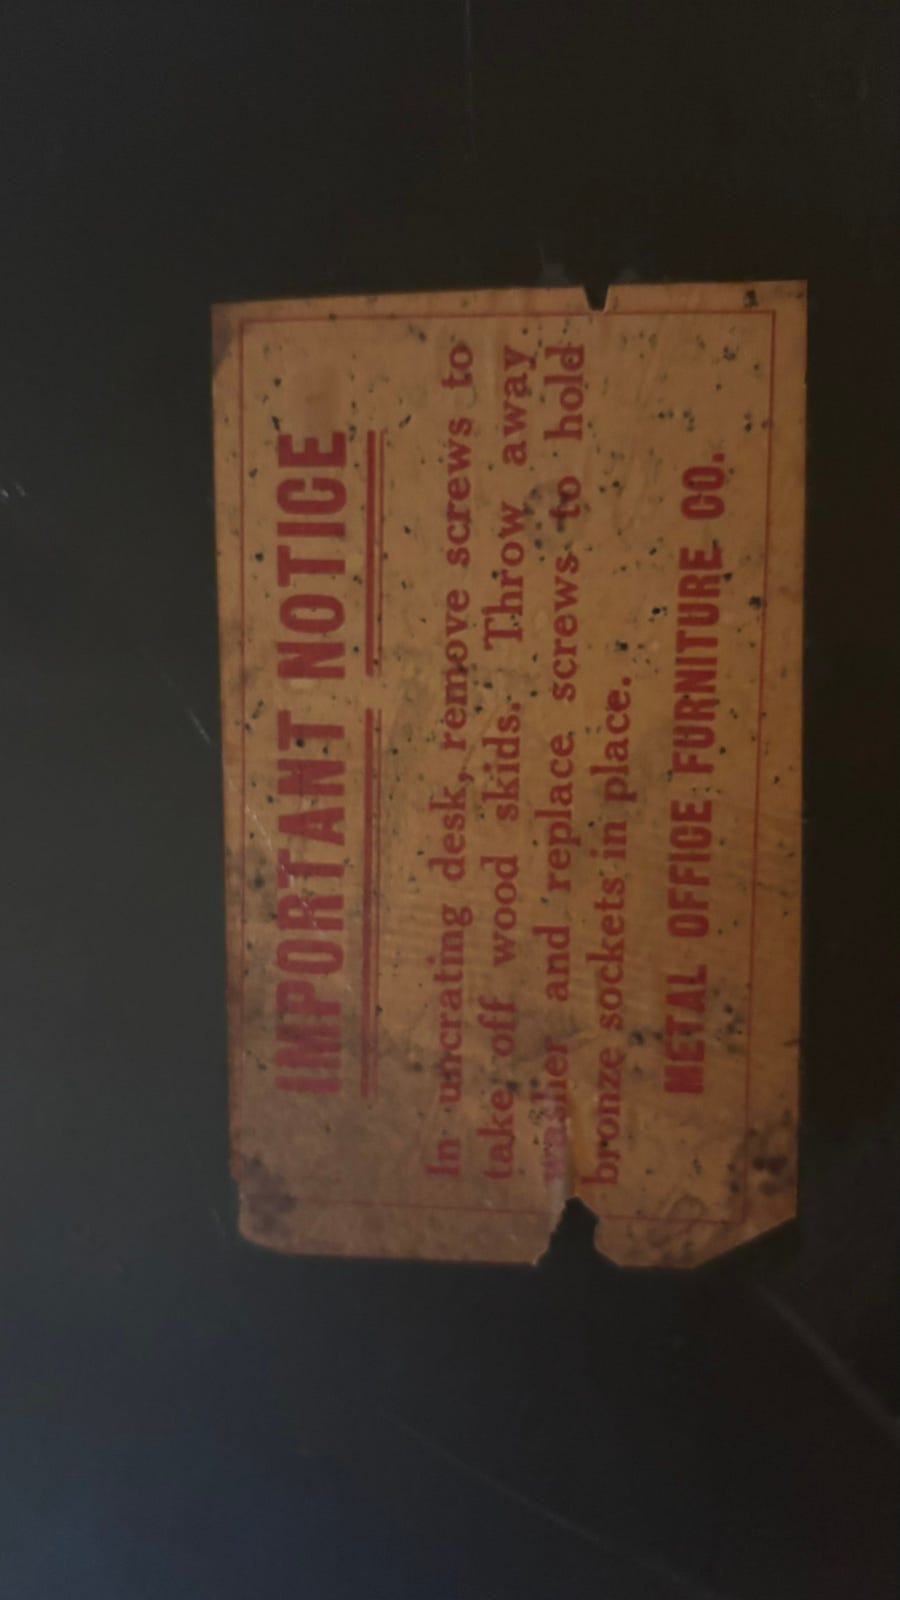 IMPORTANT NOTICE
In uncrating desk, remove screws to
take off wood skids. Throw away
washer and replace screws to hold
bronze sockets in place.
METAL OFFICE FURNITURE CO.